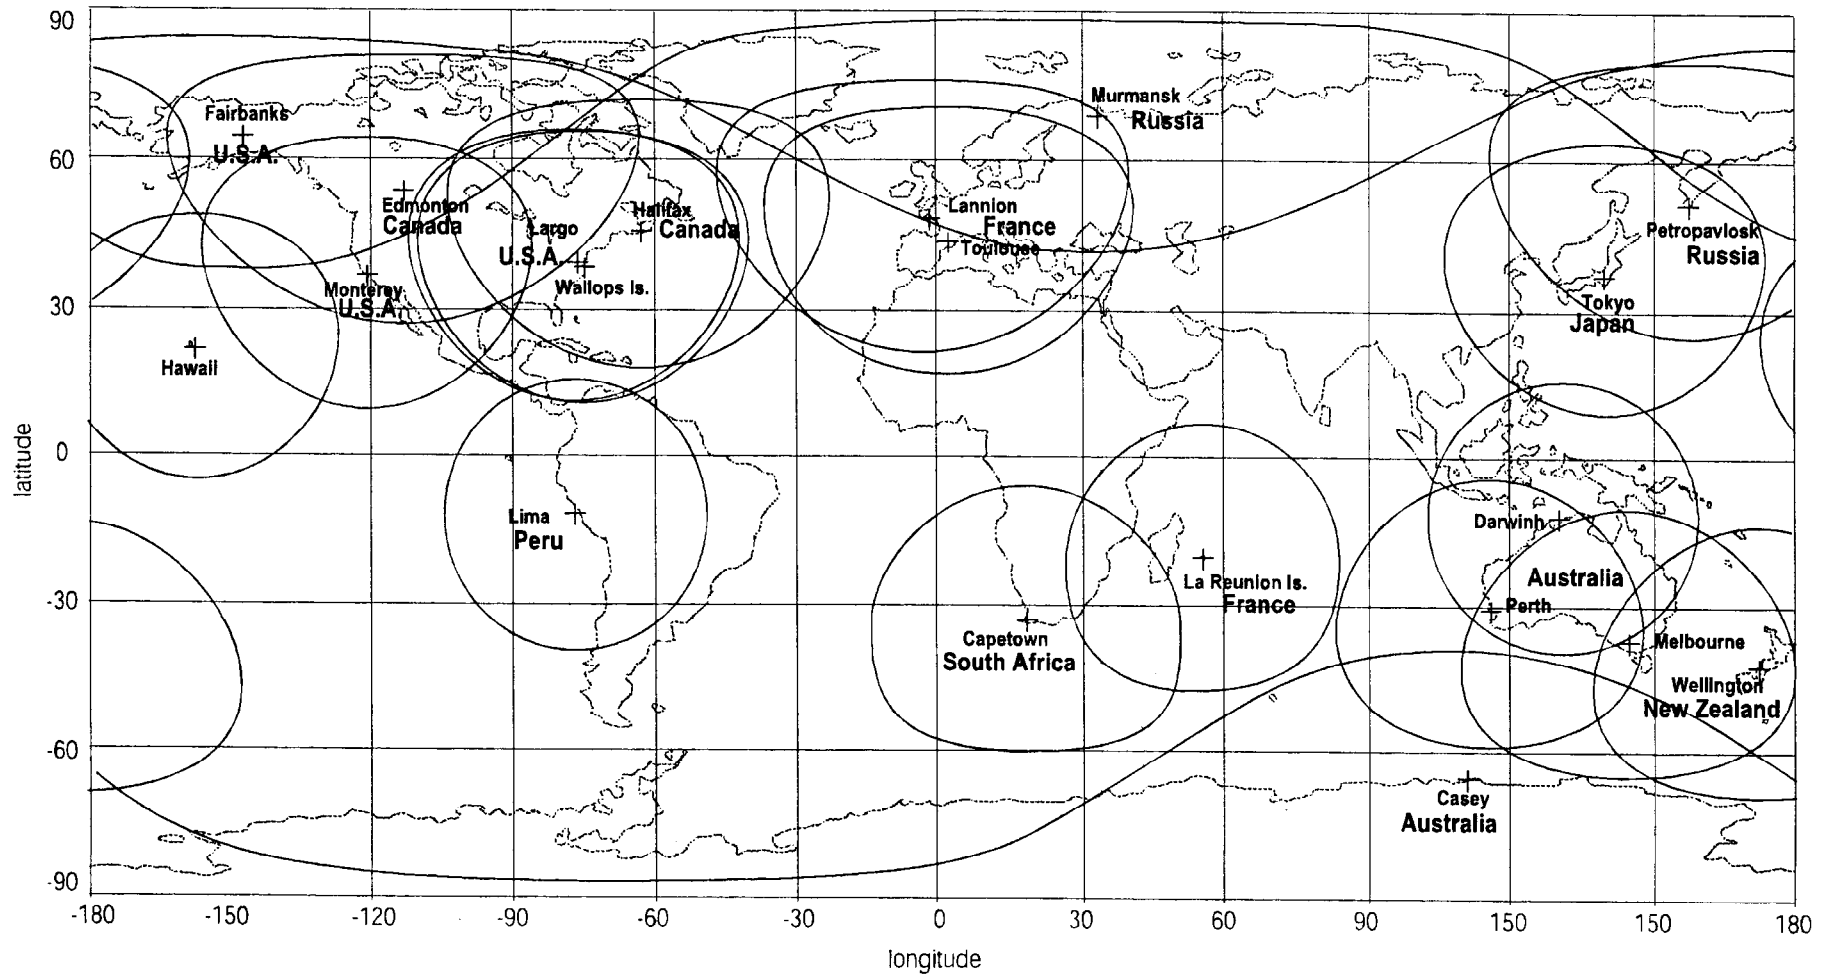 90
60
30
0
-30
-60
-90
latitude
-180
-150
-120
-90
-60
-30
0
30
60
90
150
150
180
longitude
Fairbanks
U.S.A.
Edmonton
Canada
Largo
U.S.A.
Halifax
Canada
Wallops Is.
Monterey
U.S.A.
Hawaii
Lima
Peru
Murmansk
Russia
Lannion
France
Toulouse
Petropavlosk
Russia
Tokyo
Japan
Capetown
South Africa
La Reunion Is.
France
Darwinh
Australia
Perth
Melbourne
Wellington
New Zealand
Casey
Australia